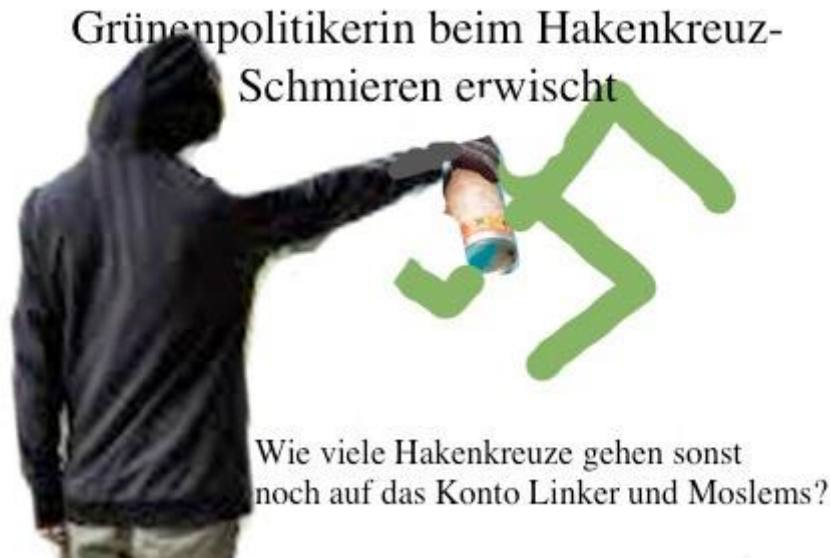 Grünenpolitikerin beim Hakenkreuz-
Schmieren erwischt
Wie viele Hakenkreuze gehen sonst
noch auf das Konto Linker und Moslems?